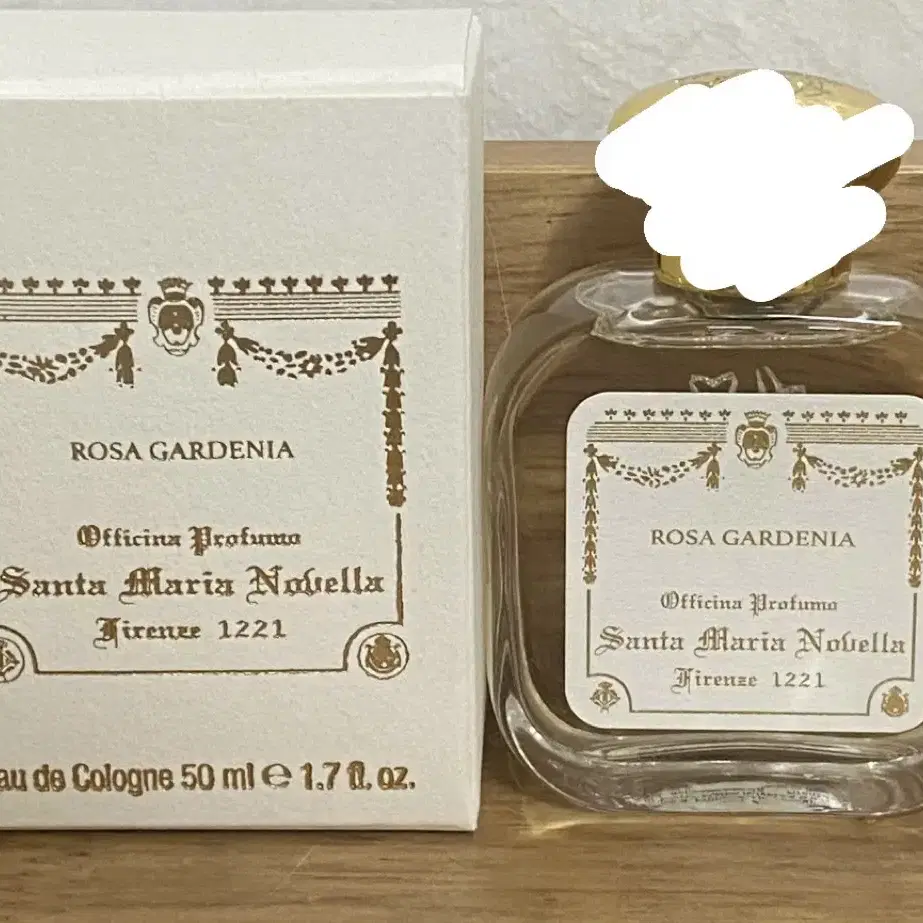 ROSA GARDENIA
Officina Profumo
Santa Maria Novella
Firenze 1221
au de Cologne 50 ml ℮ 1.7 fl. oz.
ROSA GARDENIA
Officina Profumo
Santa Maria Novella
Firenze 1221